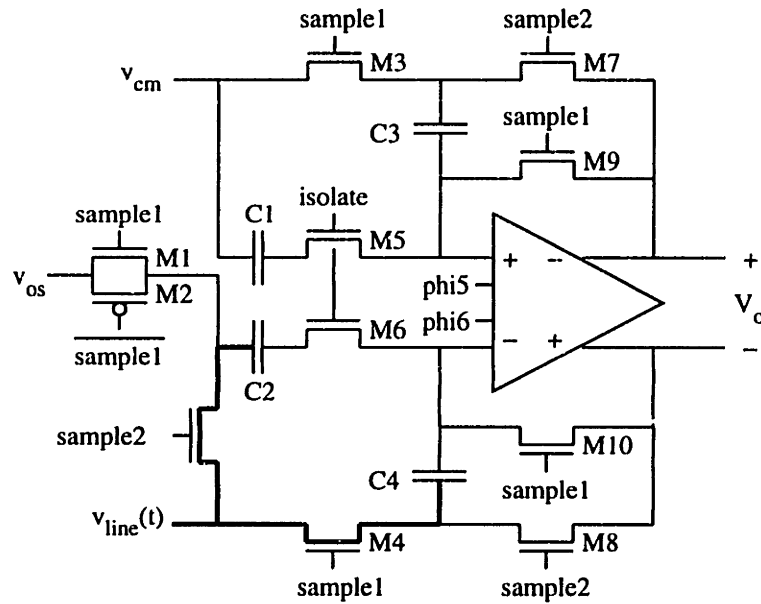 sample1
sample2
v_cm
M3
M7
C3
sample1
M9
isolate
C1
sample1
M5
M1
v_os
+ --
+
M2
phi5
V_o
phi6
sample1
M6
− +
−
C2
sample2
M10
C4
sample1
v_line(t)
M4
M8
sample1
sample2